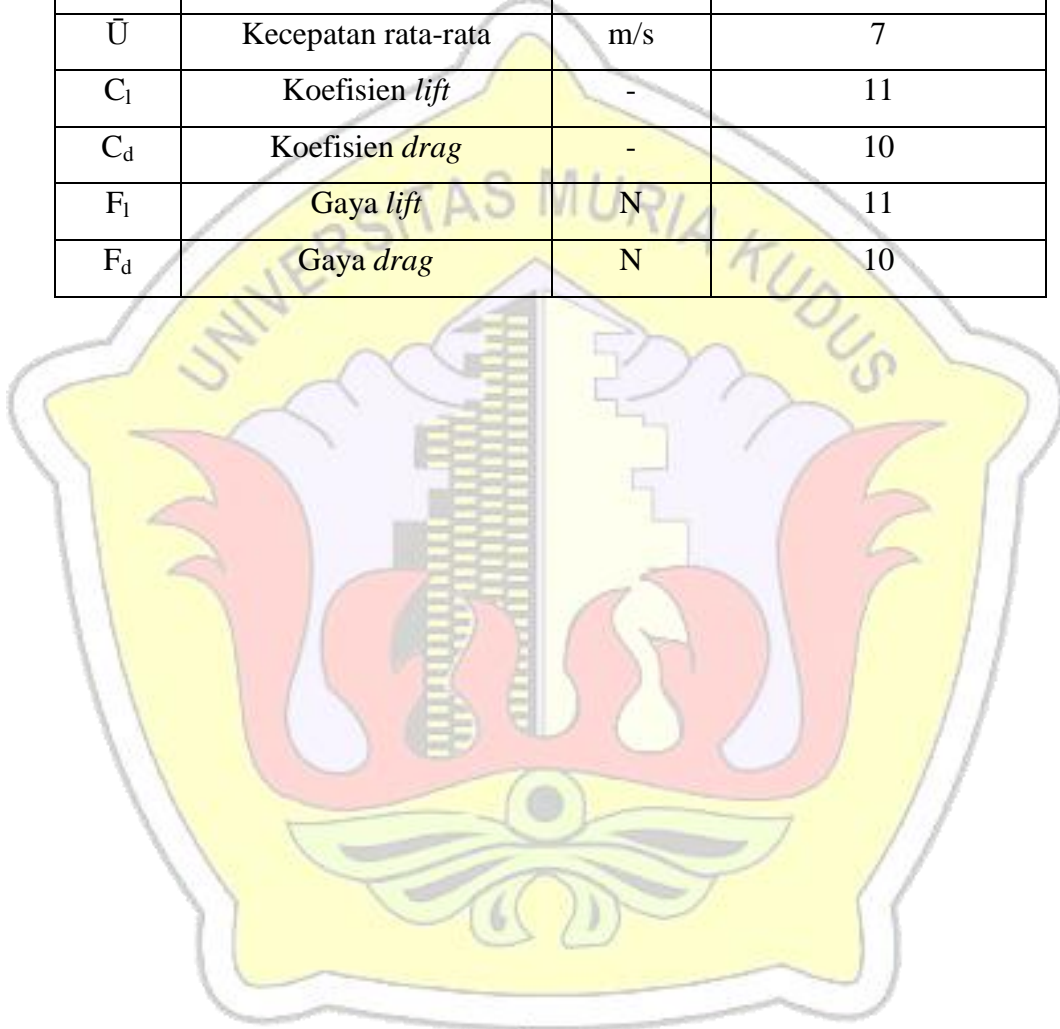 Ū Kecepatan rata-rata m/s 7
Cl Koefisien lift - 11
Cd Koefisien drag - 10
Fl Gaya lift N 11
Fd Gaya drag N 10
UNIVERSITAS MURIA KUDUS